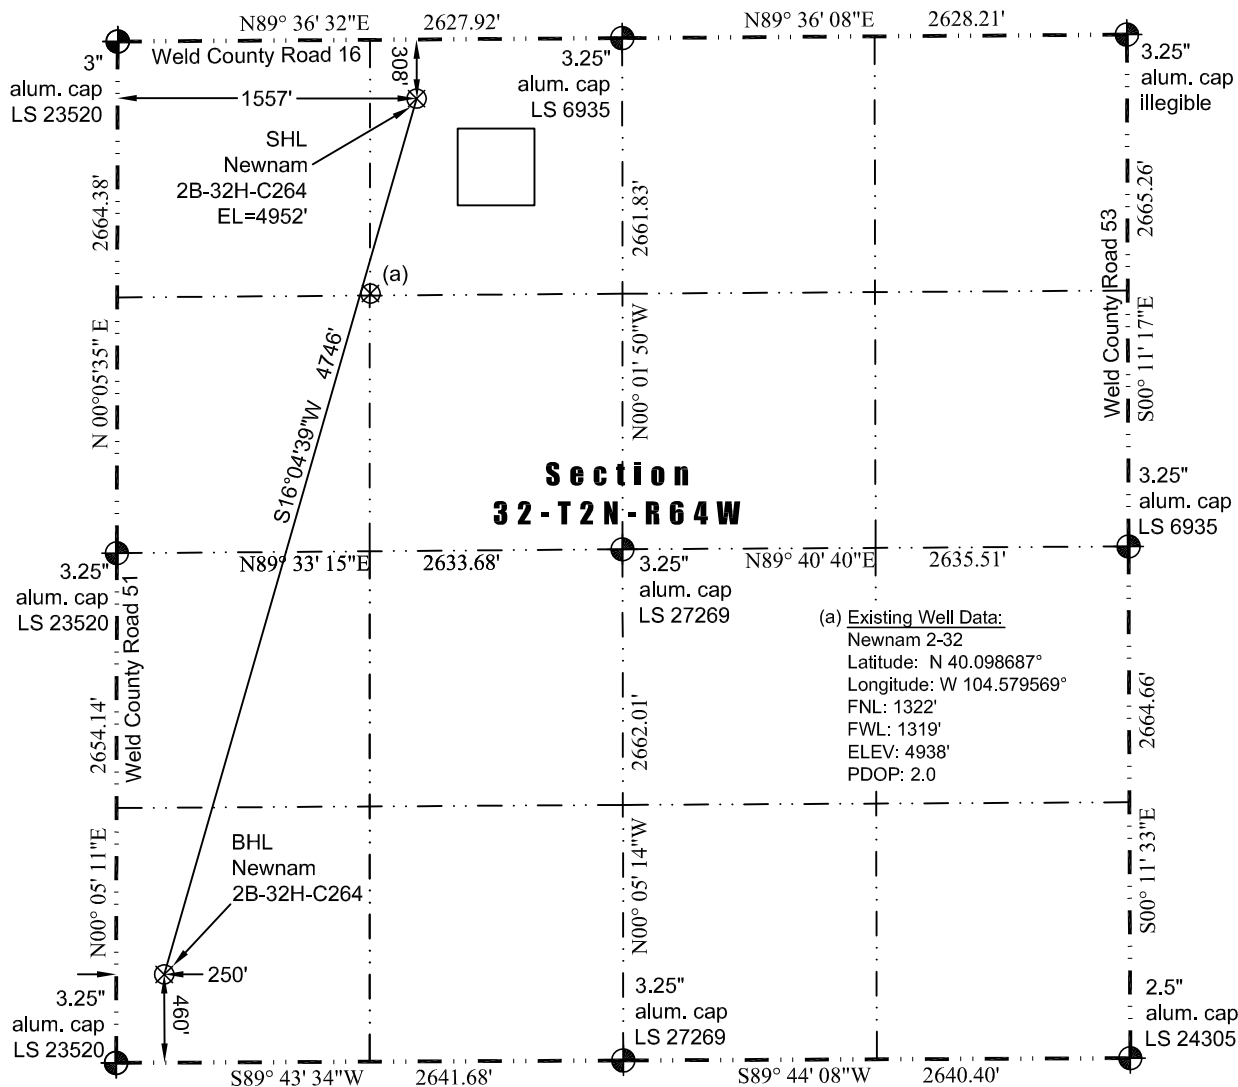 N89° 36' 32"E 2627.92' N89° 36' 08"E 2628.21'
Weld County Road 16
3"
alum. cap
LS 23520
308'
1557'
3.25"
alum. cap
LS 6935
3.25"
alum. cap
illegible
SHL
Newnam
2B-32H-C264
EL=4952'
2664.38'
N 00°05'35" E
2661.83'
N00° 01' 50"W
Weld County Road 53
2665.26'
S00° 11' 17"E
(a)
S16°04'39"W 4746'
Section
32-T2N-R64W
3.25"
alum. cap
LS 6935
N89° 33' 15"E 2633.68' N89° 40' 40"E 2635.51'
3.25"
alum. cap
LS 23520
Weld County Road 51
3.25"
alum. cap
LS 27269
(a) Existing Well Data:
Newnam 2-32
Latitude: N 40.098687°
Longitude: W 104.579569°
FNL: 1322'
FWL: 1319'
ELEV: 4938'
PDOP: 2.0
2654.14'
N00° 05' 11"E
2662.01'
N00° 05' 14"W
2664.66'
S00° 11' 33"E
BHL
Newnam
2B-32H-C264
250'
460'
3.25"
alum. cap
LS 23520
3.25"
alum. cap
LS 27269
2.5"
alum. cap
LS 24305
S89° 43' 34"W 2641.68' S89° 44' 08"W 2640.40'